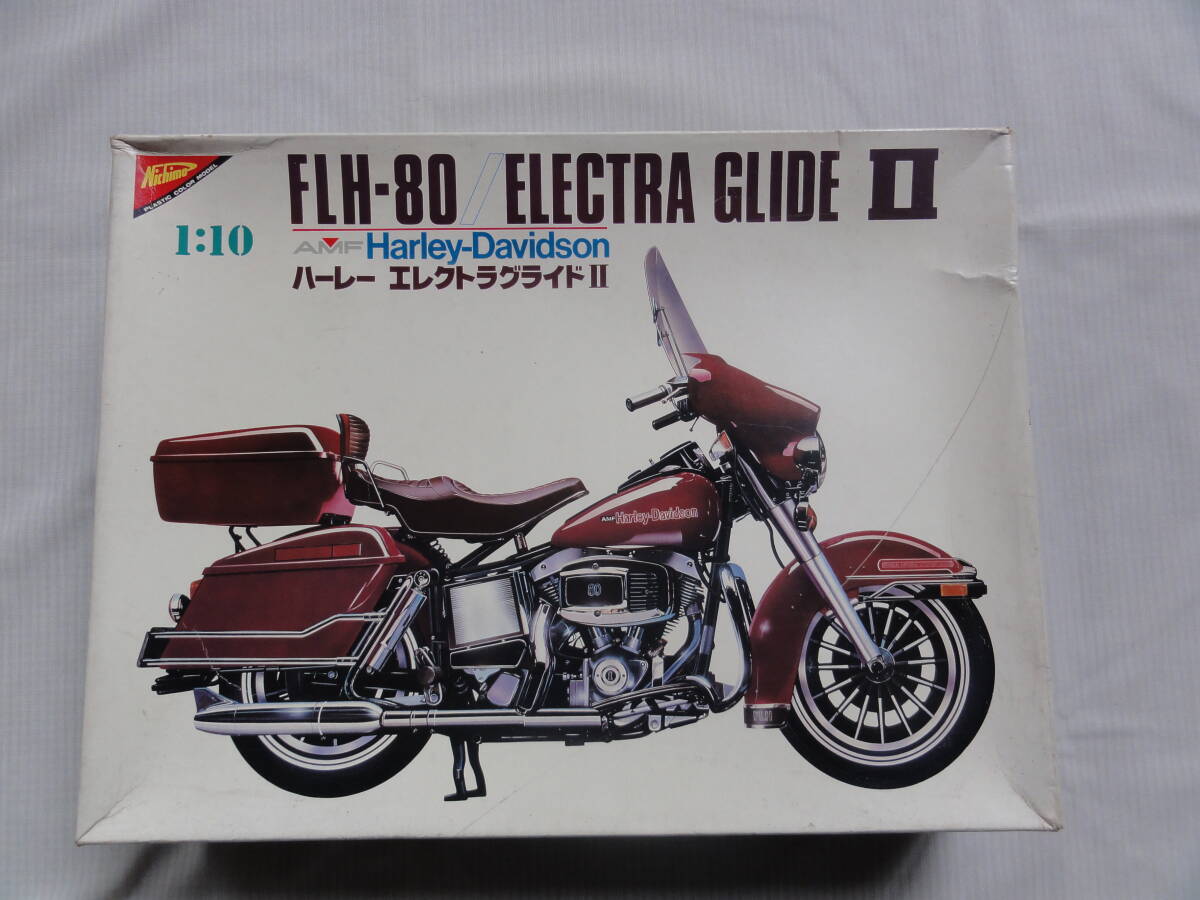 Nichimo
PLASTIC COLOR MODEL
FLH-80/ELECTRA GLIDE II
1:10
AMF Harley-Davidson
ハーレー エレクトラグライドII
AMF Harley-Davidson
80